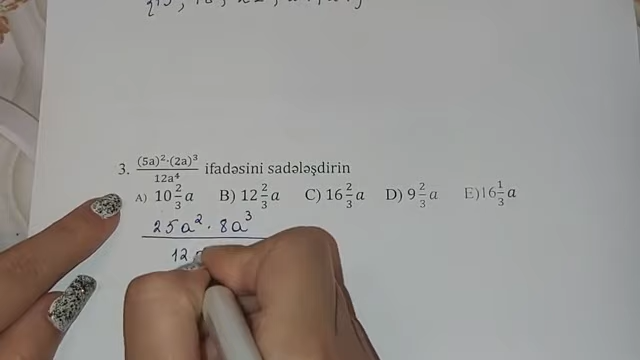 3. (5a)²·(2a)³ / 12a⁴ ifadəsini sadələşdirin
A) 10 2/3 a B) 12 2/3 a C) 16 2/3 a D) 9 2/3 a E) 16 1/3 a
25a² · 8a³
12